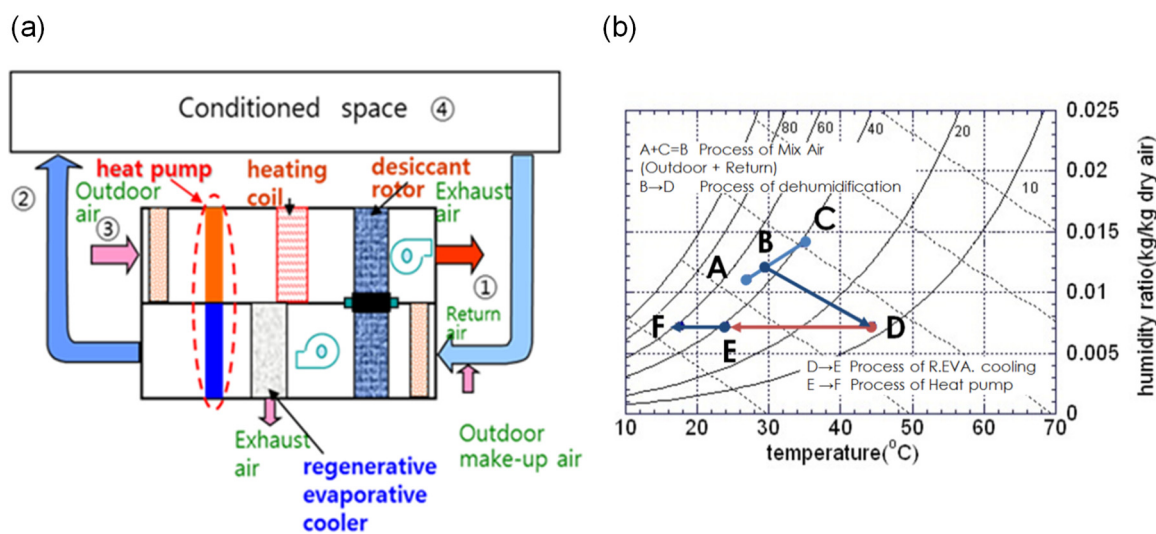 (a)
Conditioned space ④
heat pump
heating
coil
desiccant
rotor
②
Outdoor
air
③
Exhaust
air
①
Return
air
Exhaust
air
regenerative
evaporative
cooler
Outdoor
make-up air
(b)
80
60
40
20
10
A+C=B Process of Mix Air
(Outdoor + Return)
B→D Process of dehumidification
A
B
C
D
E
F
D→E Process of R.EVA. cooling
E→F Process of Heat pump
0.025
0.02
0.015
0.01
0.005
0
10 20 30 40 50 60 70
temperature(°C)
humidity ratio(kg/kg dry air)